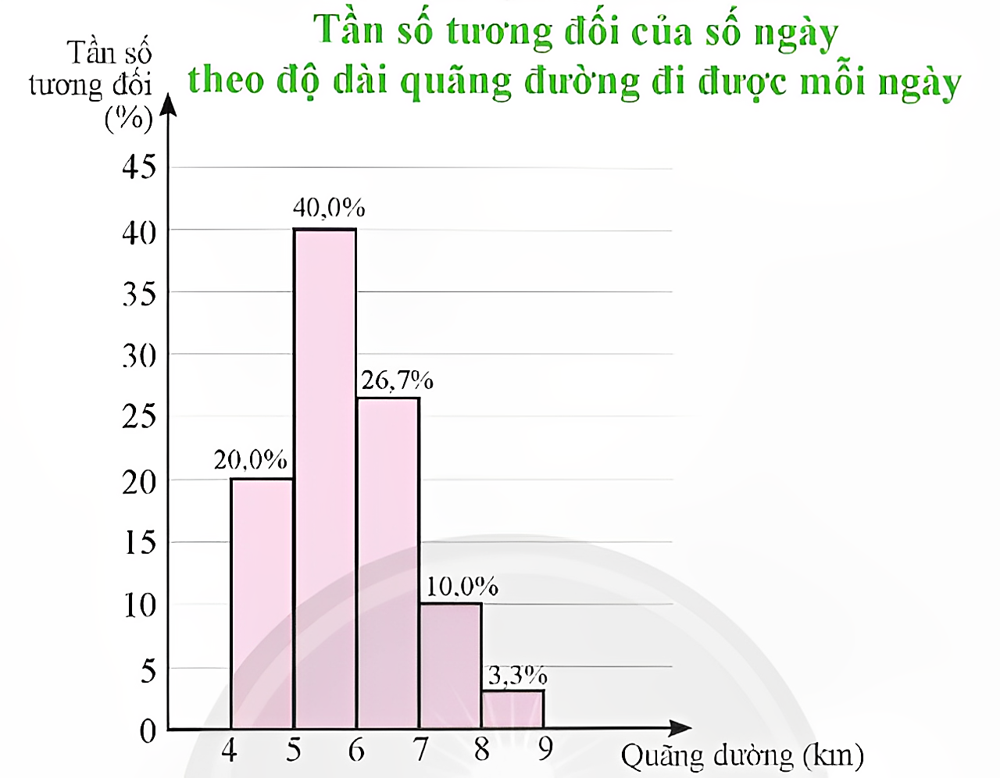 Tần số tương đối của số ngày
theo độ dài quãng đường đi được mỗi ngày
Tần số
tương đối
(%)
45
40,0%
40
35
30
26,7%
25
20,0%
20
15
10,0%
10
5
3,3%
0
4 5 6 7 8 9
Quãng đường (km)